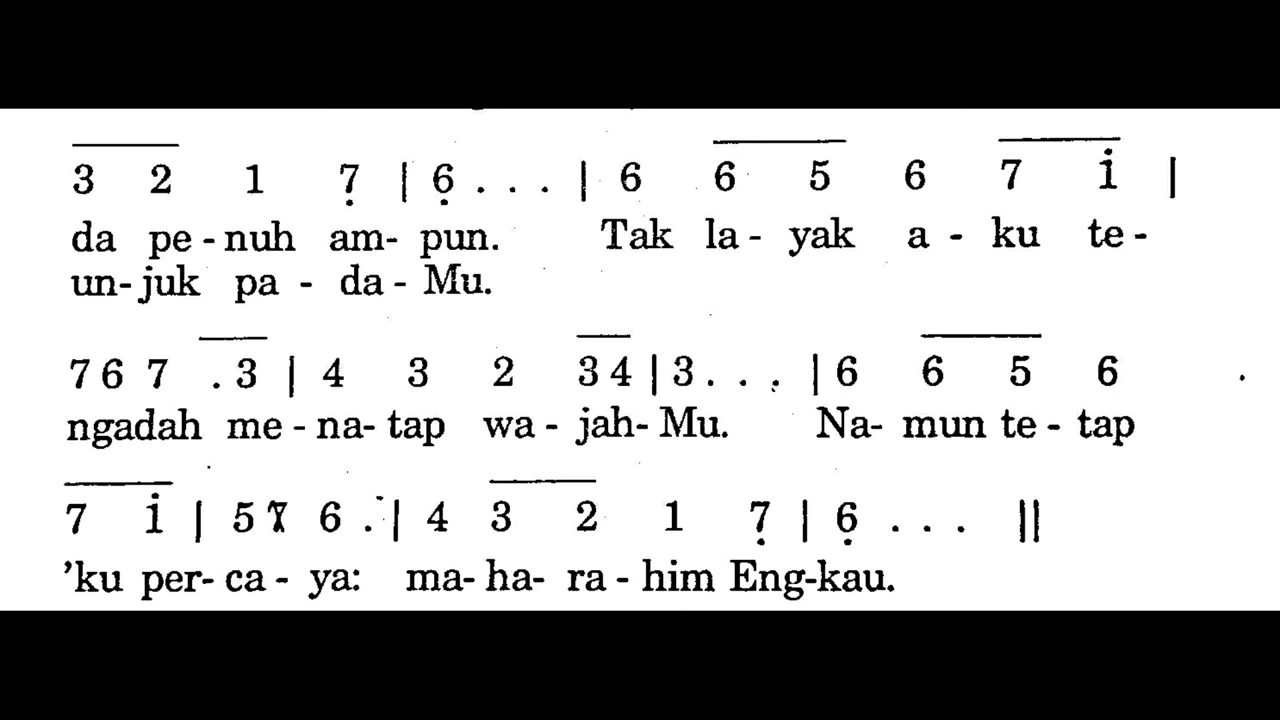 3 2 1 7̣ | 6̣ . . . | 6 6 5 6 7 1̇ |
da pe - nuh am- pun. Tak la - yak a - ku te -
un- juk pa - da - Mu.
7 6 7 . 3 | 4 3 2 3 4 | 3 . . . | 6 6 5 6
ngadah me - na- tap wa - jah- Mu. Na- mun te - tap
7 1̇ | 5 7 6 . | 4 3 2 1 7̣ | 6̣ . . . ||
’ku per- ca - ya: ma- ha- ra - him Eng-kau.